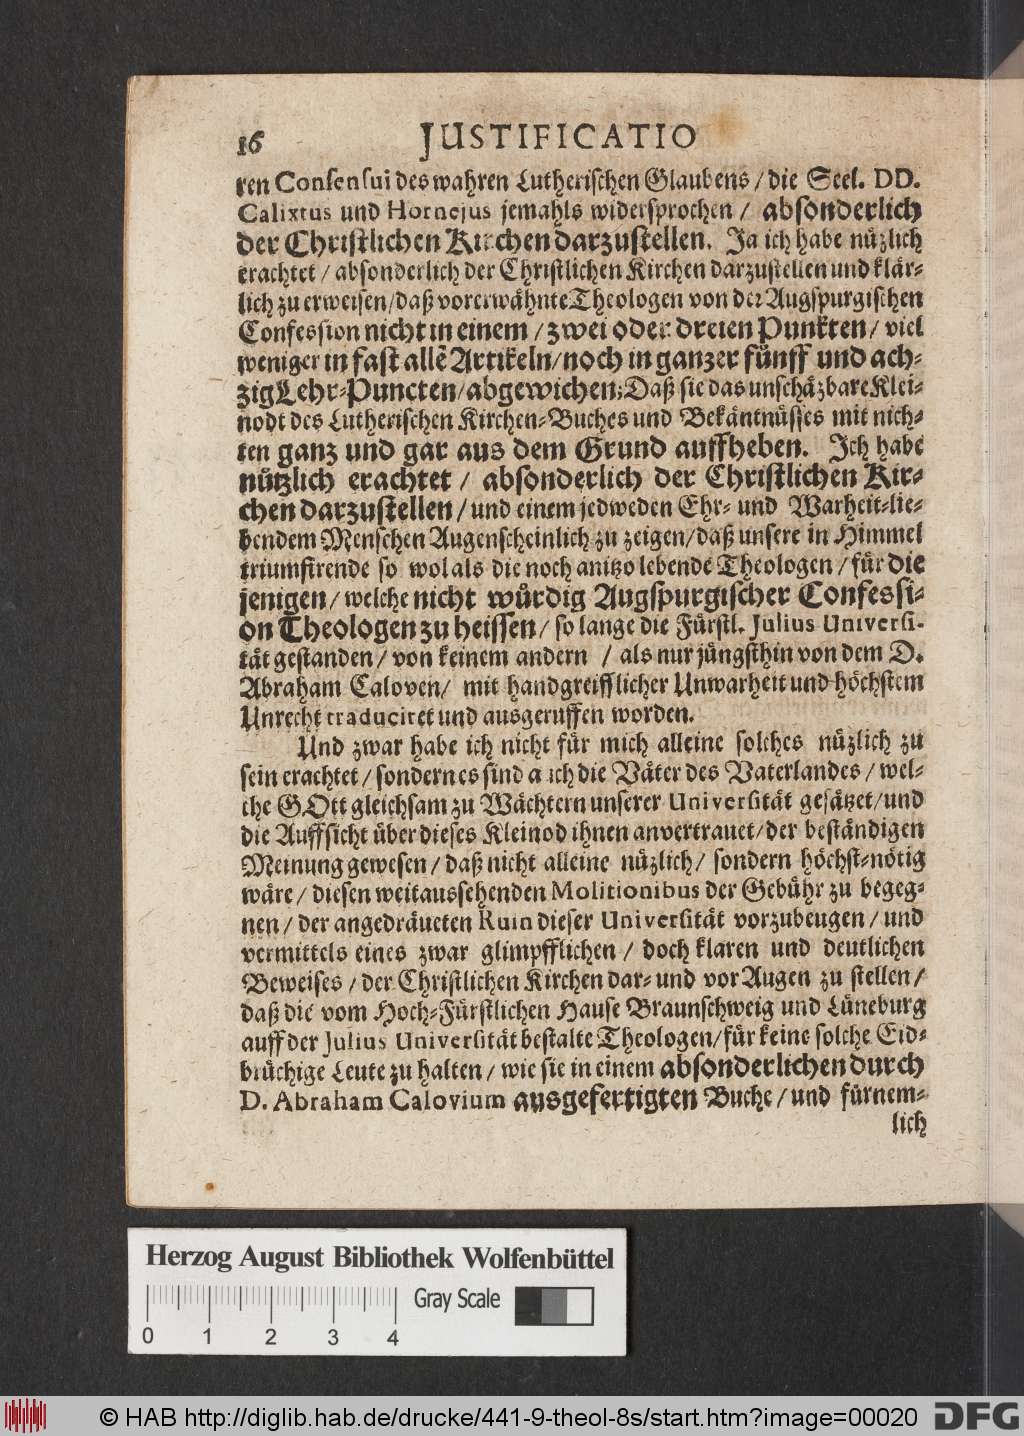 16 JUSTIFICATIO
ren Consensui des wahren Lutherischen Glaubens / die Seel. DD.
Calixtus und Hornejus jemahls widersprochen / absonderlich
der Christlichen Kirchen darzustellen. Ja ich habe nüzlich
erachtet / absonderlich der Christlichen Kirchen darzustellen und klär-
lich zu erweisen / daß vorerwähnte Theologen von der Augspurgischen
Confession nicht in einem / zwei oder dreien Punkten / viel
weniger in fast allẽ Artikeln / noch in ganzer fünff und ach-
zig Lehr-Puncten / abgewichen; Daß sie das unschäzbare Klei-
nodt des Lutherischen Kirchen-Buches und Bekäntnüsses mit nich-
ten ganz und gar aus dem Grund auffheben. Ich habe
nützlich erachtet / absonderlich der Christlichen Kir-
chen darzustellen / und einem jedweden Ehr- und Warheit-lie-
bendem Menschen Augenscheinlich zu zeigen / daß unsere in Himmel
triumfirende so wol als die noch anitzo lebende Theologen / für die
jenigen / welche nicht würdig Augspurgischer Confessi-
on Theologen zu heissen / so lange die Fürstl. Julius Universi-
tät gestanden / von keinem andern / als nur jüngsthin von dem D.
Abraham Caloven / mit handgreifflicher Unwarheit und höchstem
Unrecht traduciret und ausgeruffen worden.
Und zwar habe ich nicht für mich alleine solches nüzlich zu
sein erachtet / sondern es sind auch die Väter des Vaterlandes / wel-
che GOtt gleichsam zu Wächtern unserer Universität gesätzet / und
die Auffsicht über dieses Kleinod ihnen anvertrauet / der beständigen
Meinung gewesen / daß nicht alleine nüzlich / sondern höchst-nötig
wäre / diesen weitaussehenden Molitionibus der Gebühr zu begeg-
nen / der angedräueten Ruin dieser Universität vorzubeugen / und
vermittels eines zwar glimpfflichen / doch klaren und deutlichen
Beweises / der Christlichen Kirchen dar- und vor Augen zu stellen /
daß die vom Hoch-Fürstlichen Hause Braunschweig und Lüneburg
auff der Julius Universität bestalte Theologen / für keine solche Eid-
brüchige Leute zu halten / wie sie in einem absonderlichen durch
D. Abraham Calovium ausgefertigten Buche / und fürnem-
lich
Herzog August Bibliothek Wolfenbüttel
Gray Scale
0 1 2 3 4
© HAB http://diglib.hab.de/drucke/441-9-theol-8s/start.htm?image=00020 DFG